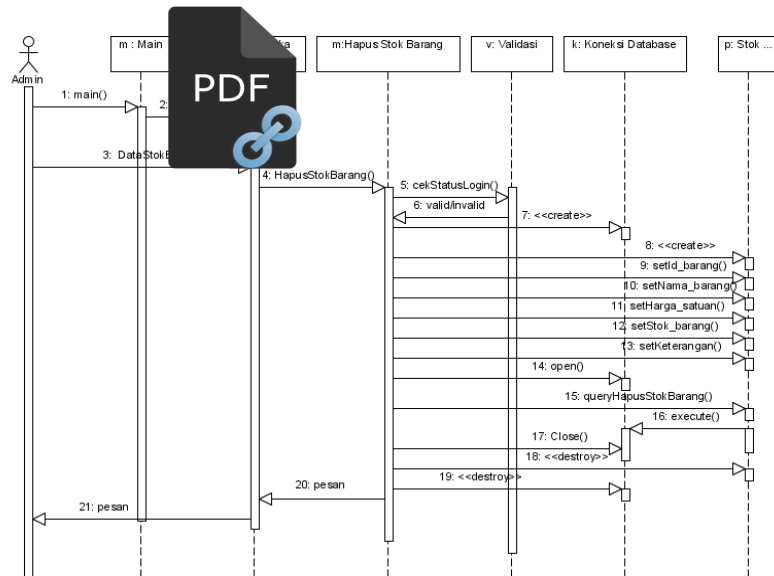 m : Main
m:Hapus Stok Barang
v: Validasi
k: Koneksi Database
p: Stok ...
Admin
PDF
1: main()
2:
3: DataStok
4: HapusStokBarang()
5: cekStatusLogin()
6: valid/invalid
7: <<create>>
8: <<create>>
9: setId_barang()
10: setNama_barang()
11: setHarga_satuan()
12: setStok_barang()
13: setKeterangan()
14: open()
15: queryHapusStokBarang()
16: execute()
17: Close()
18: <<destroy>>
19: <<destroy>>
20: pesan
21: pesan